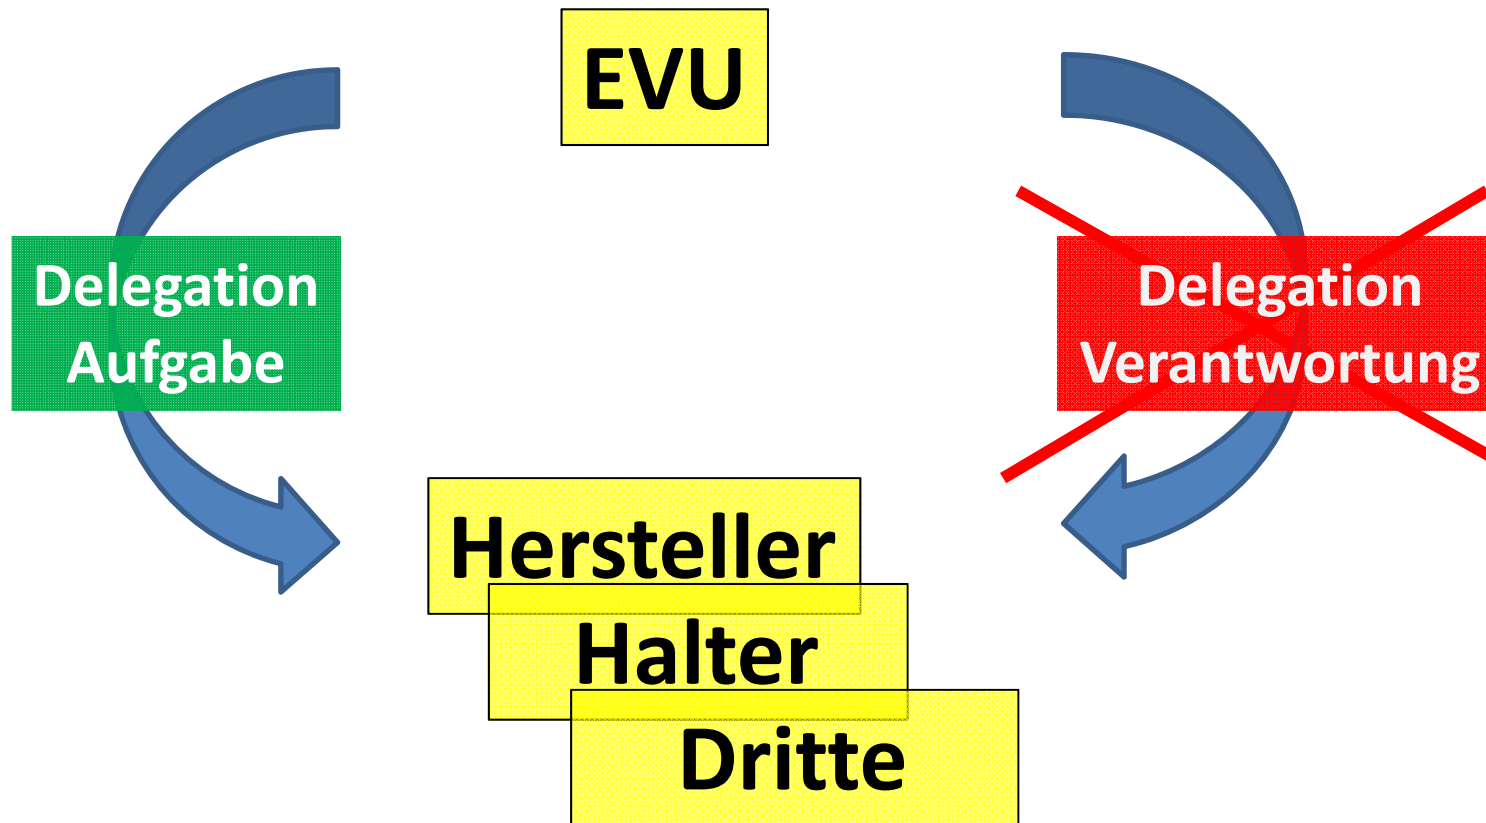 EVU
Delegation
Aufgabe
Delegation
Verantwortung
Hersteller
Halter
Dritte